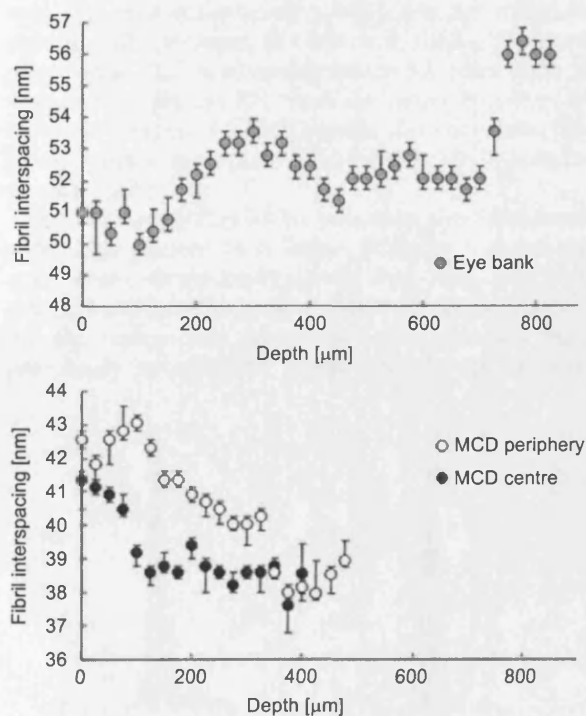 Fibril interspacing [nm]
57
56
55
54
53
52
51
50
49
48
0 200 400 600 800
Depth [µm]
Eye bank
Fibril interspacing [nm]
44
43
42
41
40
39
38
37
36
0 200 400 600 800
Depth [µm]
MCD periphery
MCD centre